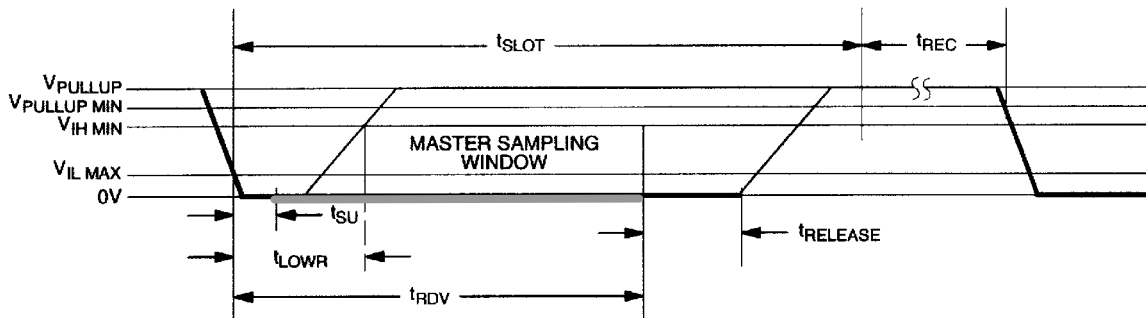 tSLOT
tREC
VPULLUP
VPULLUP MIN
VIH MIN
MASTER SAMPLING
WINDOW
VIL MAX
0V
tSU
tRELEASE
tLOWR
tRDV